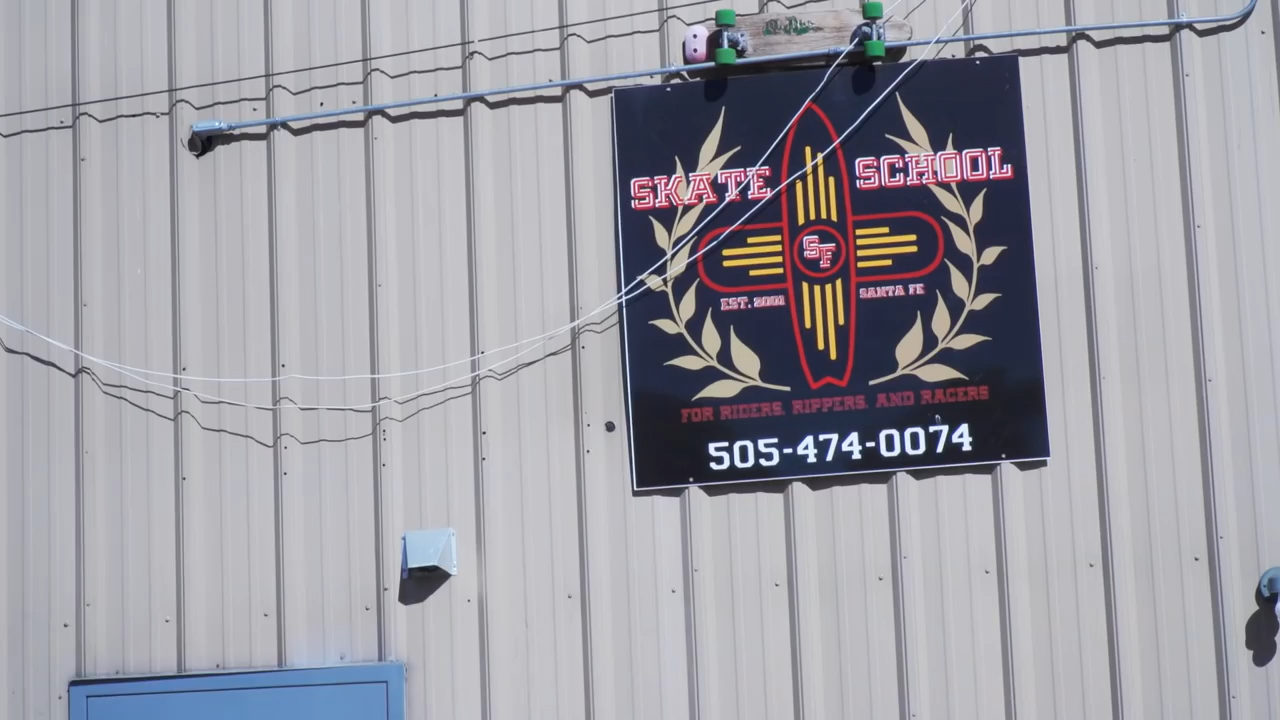 SKATE SCHOOL
SF
EST. 2001 SANTA FE
FOR RIDERS. RIPPERS. AND RACERS
505-474-0074